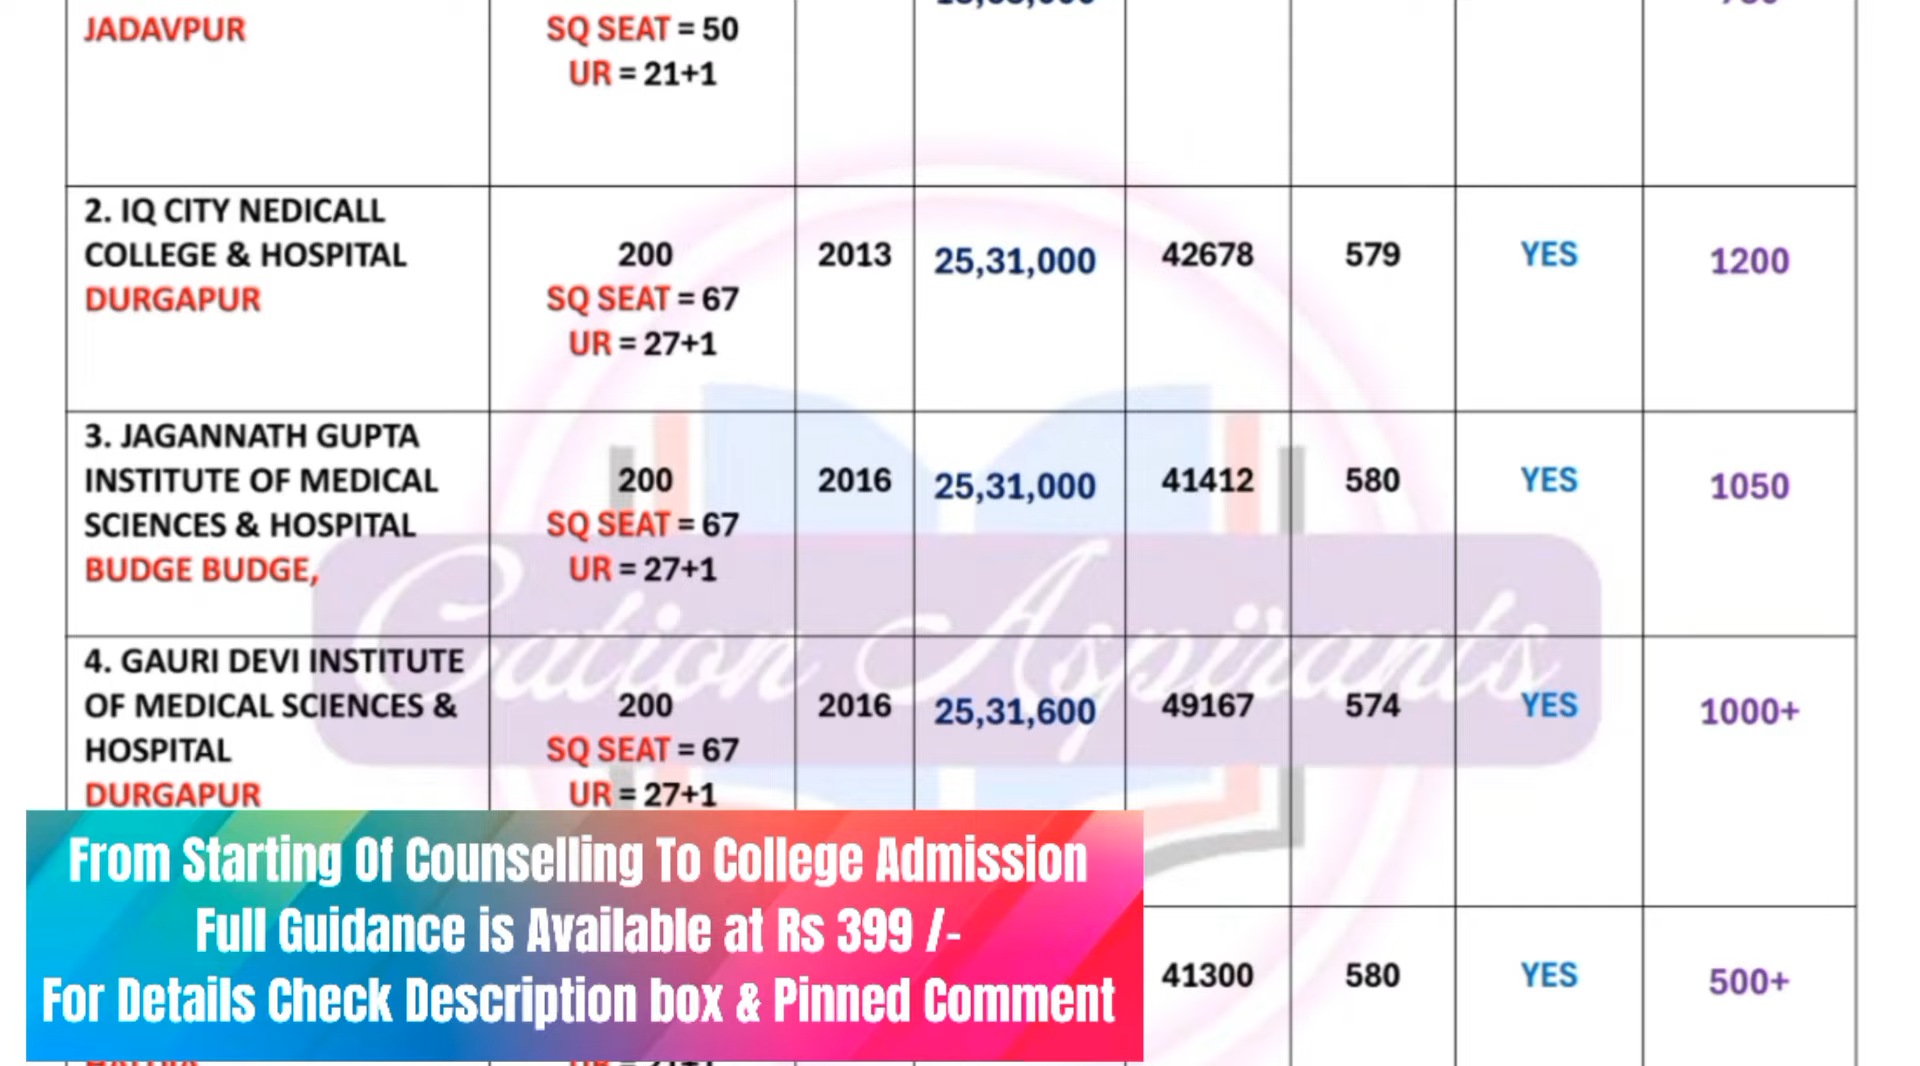 JADAVPUR
SQ SEAT = 50
UR = 21+1
2. IQ CITY NEDICALL
COLLEGE & HOSPITAL
DURGAPUR
200
SQ SEAT = 67
UR = 27+1
2013
25,31,000
42678
579
YES
1200
3. JAGANNATH GUPTA
INSTITUTE OF MEDICAL
SCIENCES & HOSPITAL
BUDGE BUDGE,
200
SQ SEAT = 67
UR = 27+1
2016
25,31,000
41412
580
YES
1050
4. GAURI DEVI INSTITUTE
OF MEDICAL SCIENCES &
HOSPITAL
DURGAPUR
200
SQ SEAT = 67
UR = 27+1
2016
25,31,600
49167
574
YES
1000+
41300
580
YES
500+
Cation Aspirants
From Starting Of Counselling To College Admission
Full Guidance is Available at Rs 399 /-
For Details Check Description box & Pinned Comment